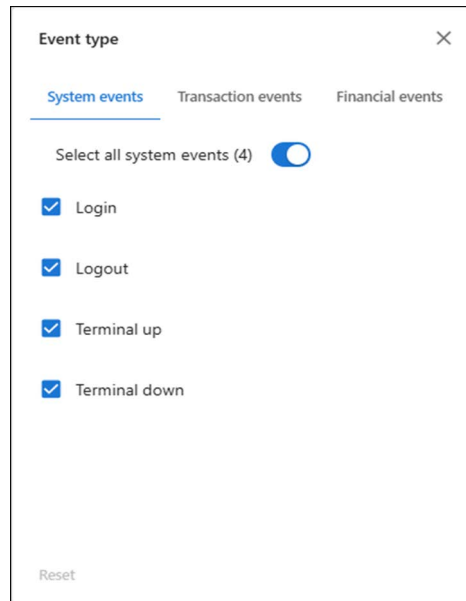 Event type
System events Transaction events Financial events
Select all system events (4)
Login
Logout
Terminal up
Terminal down
Reset